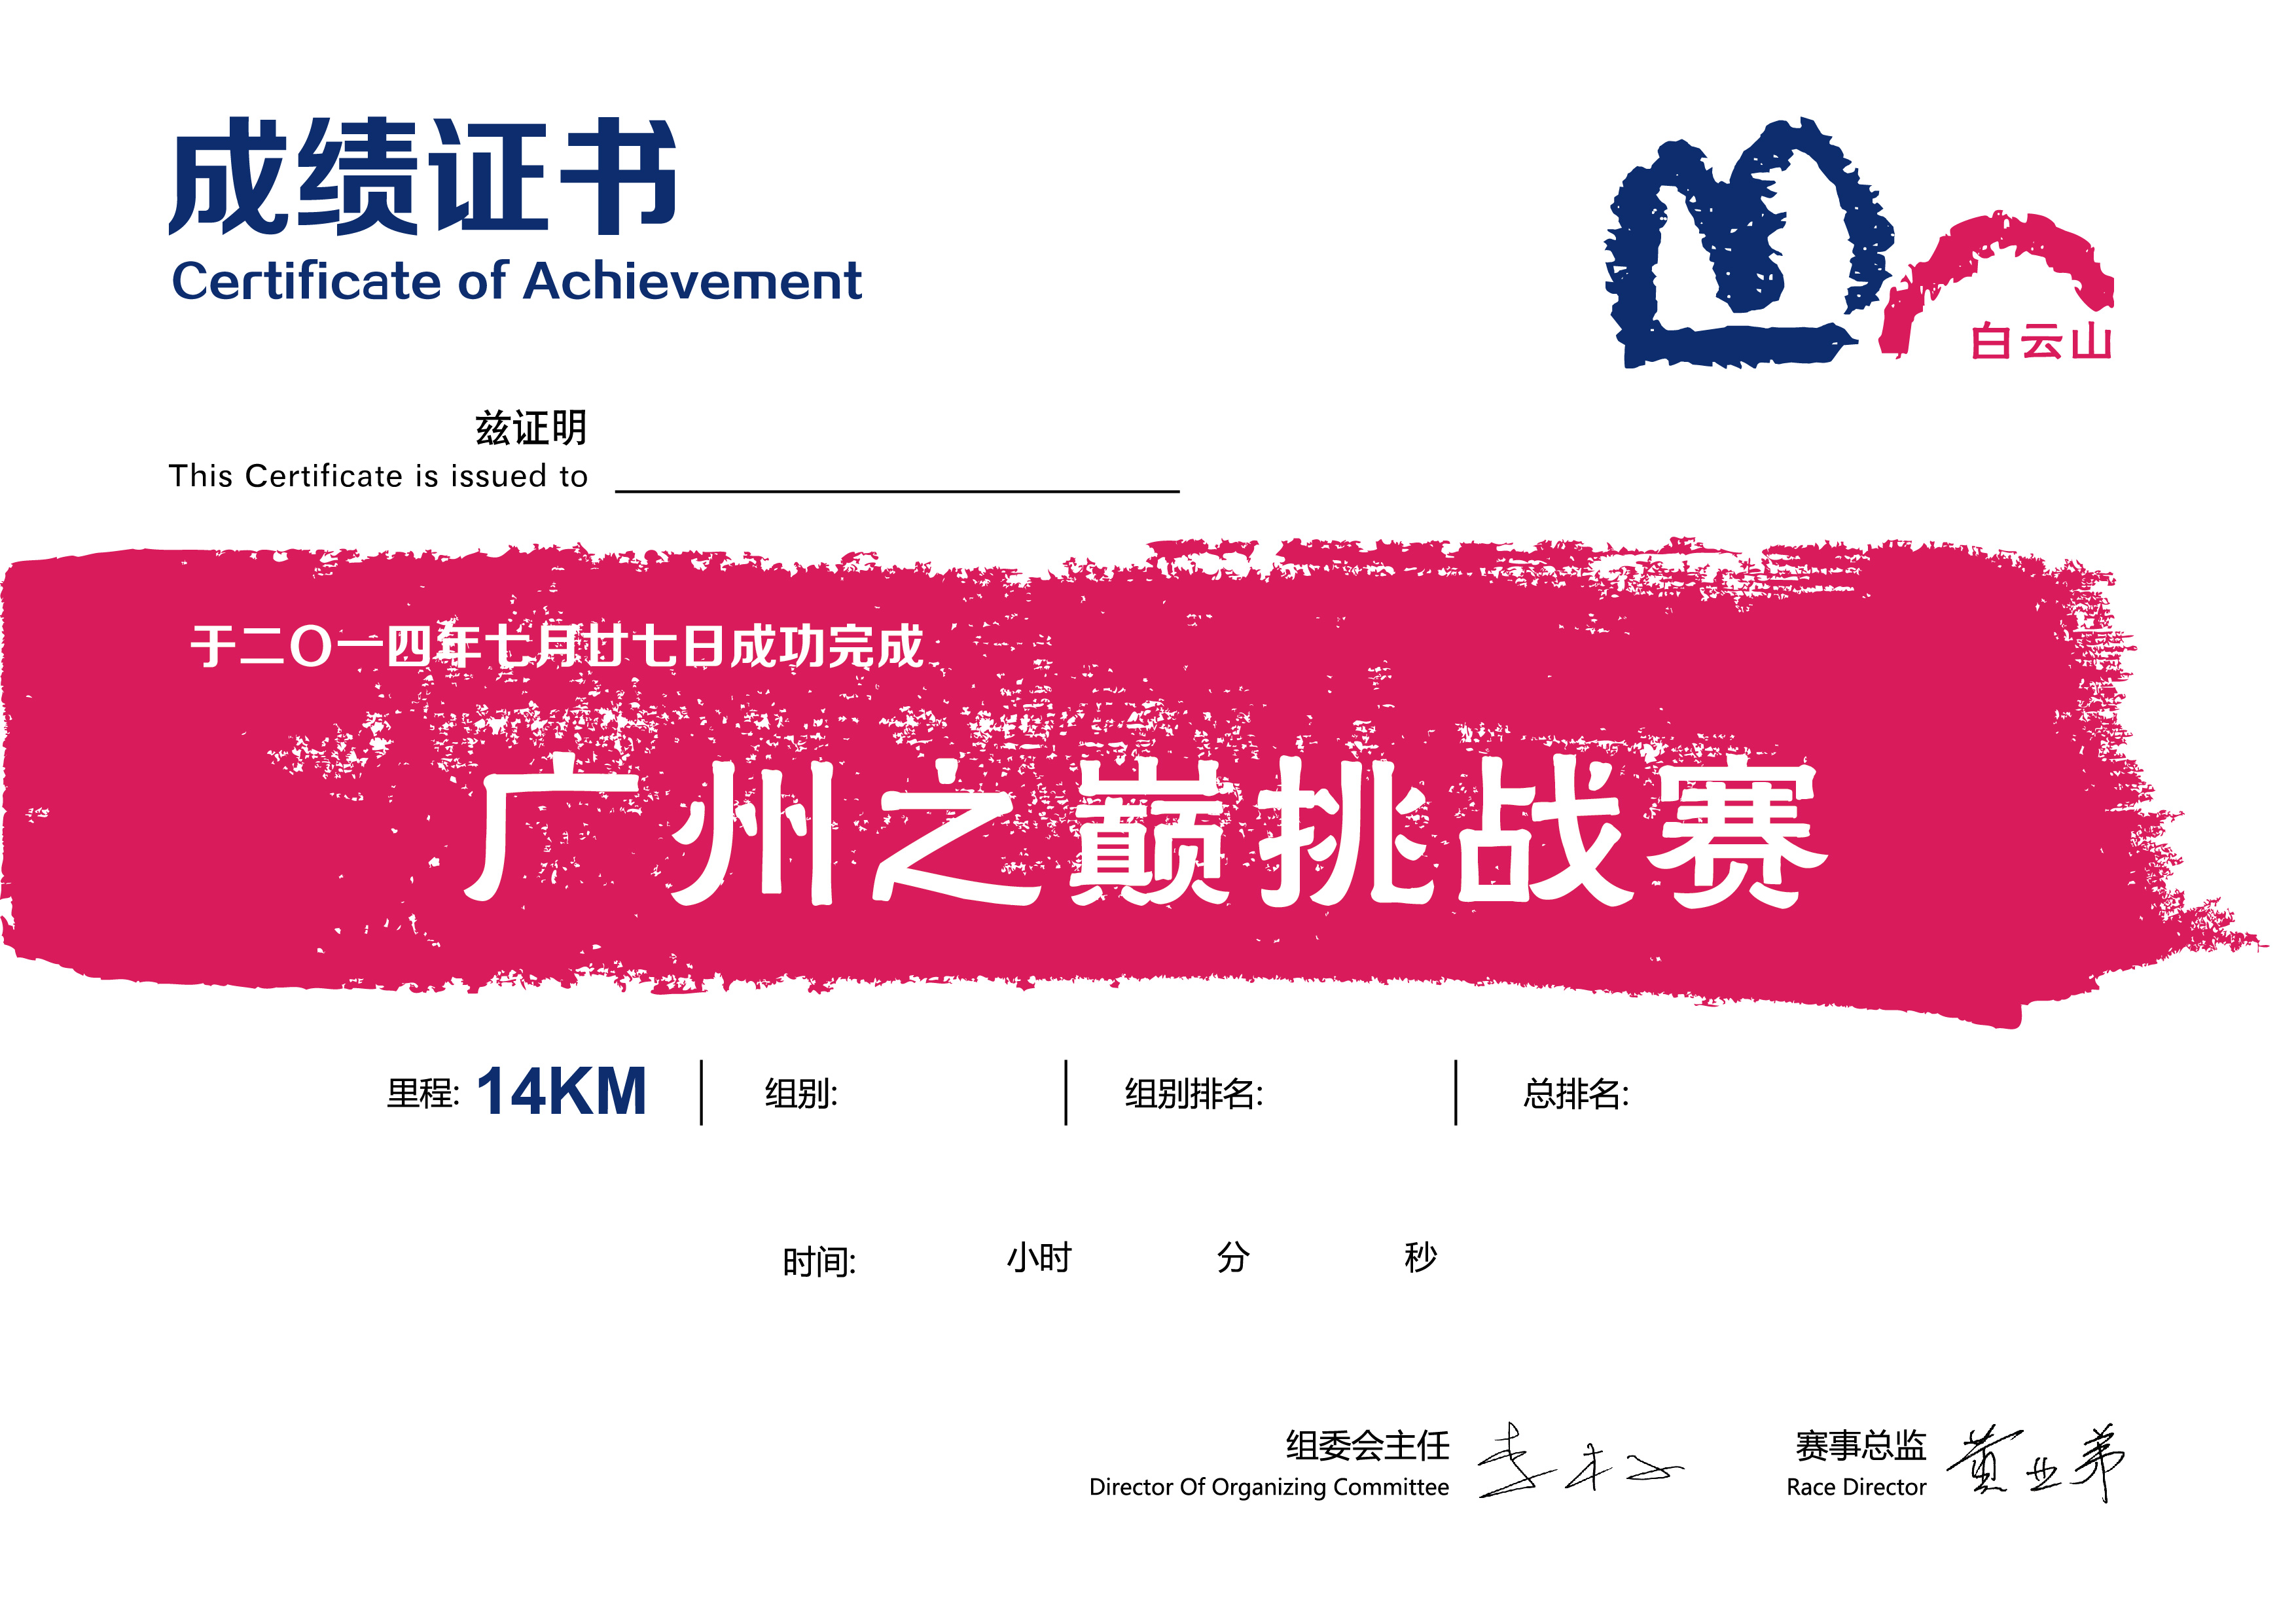 成绩证书
Certificate of Achievement
白云山
兹证明
This Certificate is issued to
于二〇一四年七月廿七日成功完成
广州之巅挑战赛
里程: 14KM
组别:
组别排名:
总排名:
时间: 小时 分 秒
组委会主任
Director Of Organizing Committee
赛事总监
Race Director